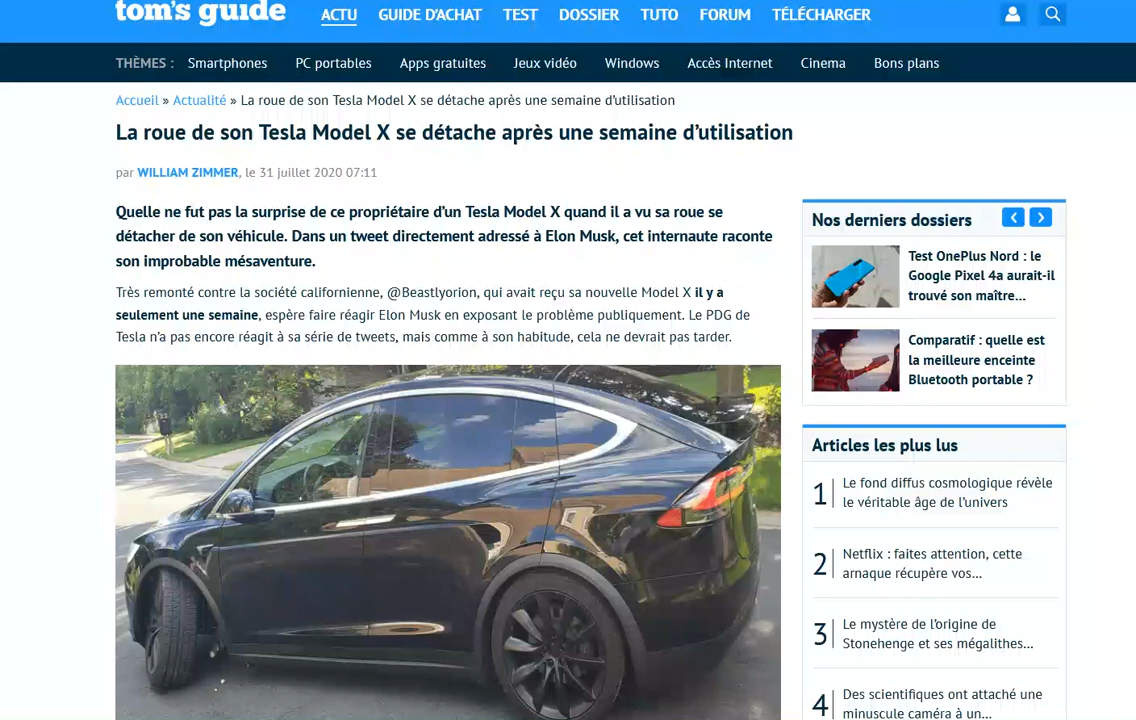 tom's guide
ACTU GUIDE D'ACHAT TEST DOSSIER TUTO FORUM TÉLÉCHARGER
THÈMES : Smartphones PC portables Apps gratuites Jeux vidéo Windows Accès Internet Cinema Bons plans
Accueil » Actualité » La roue de son Tesla Model X se détache après une semaine d'utilisation
La roue de son Tesla Model X se détache après une semaine d'utilisation
par WILLIAM ZIMMER, le 31 juillet 2020 07:11
Quelle ne fut pas la surprise de ce propriétaire d'un Tesla Model X quand il a vu sa roue se
détacher de son véhicule. Dans un tweet directement adressé à Elon Musk, cet internaute raconte
son improbable mésaventure.
Très remonté contre la société californienne, @Beastlyorion, qui avait reçu sa nouvelle Model X il y a
seulement une semaine, espère faire réagir Elon Musk en exposant le problème publiquement. Le PDG de
Tesla n'a pas encore réagit à sa série de tweets, mais comme à son habitude, cela ne devrait pas tarder.
Nos derniers dossiers
Test OnePlus Nord : le
Google Pixel 4a aurait-il
trouvé son maître...
Comparatif : quelle est
la meilleure enceinte
Bluetooth portable ?
Articles les plus lus
1 Le fond diffus cosmologique révèle
le véritable âge de l'univers
2 Netflix : faites attention, cette
arnaque récupère vos...
3 Le mystère de l'origine de
Stonehenge et ses mégalithes...
4 Des scientifiques ont attaché une
minuscule caméra à un...